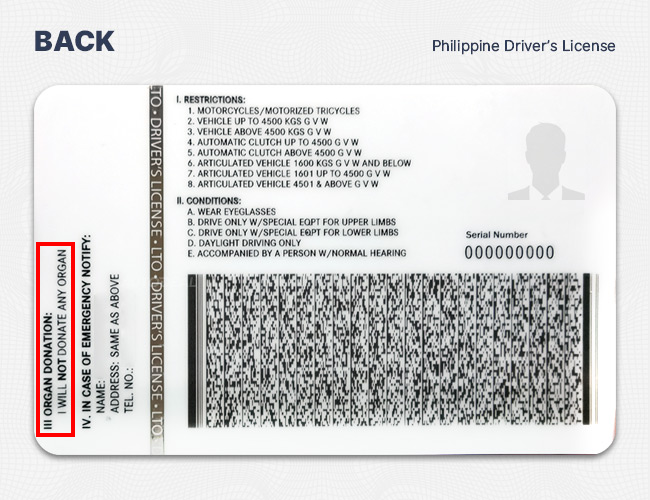 BACK
Philippine Driver's License
I. RESTRICTIONS:
1. MOTORCYCLES/MOTORIZED TRICYCLES
2. VEHICLE UP TO 4500 KGS G V W
3. VEHICLE ABOVE 4500 KGS G V W
4. AUTOMATIC CLUTCH UP TO 4500 G V W
5. AUTOMATIC CLUTCH ABOVE 4500 G V W
6. ARTICULATED VEHICLE 1600 KGS G V W AND BELOW
7. ARTICULATED VEHICLE 1601 UP TO 4500 G V W
8. ARTICULATED VEHICLE 4501 & ABOVE G V W
II. CONDITIONS:
A. WEAR EYEGLASSES
B. DRIVE ONLY W/SPECIAL EQPT FOR UPPER LIMBS
C. DRIVE ONLY W/SPECIAL EQPT FOR LOWER LIMBS
D. DAYLIGHT DRIVING ONLY
E. ACCOMPANIED BY A PERSON W/NORMAL HEARING
Serial Number
000000000
III ORGAN DONATION:
I WILL NOT DONATE ANY ORGAN
IV. IN CASE OF EMERGENCY NOTIFY:
NAME:
ADDRESS: SAME AS ABOVE
TEL. NO.:
LTO • DRIVER'S LICENSE • LTO • DRIVER'S LICENSE • LTO